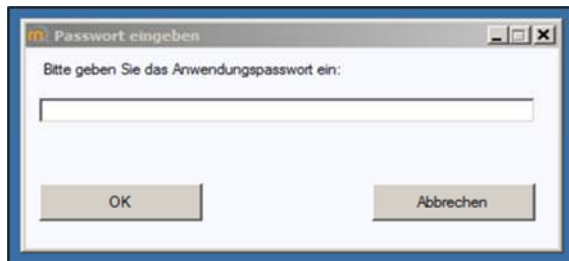 Passwort eingeben
Bitte geben Sie das Anwendungspasswort ein:
OK
Abbrechen